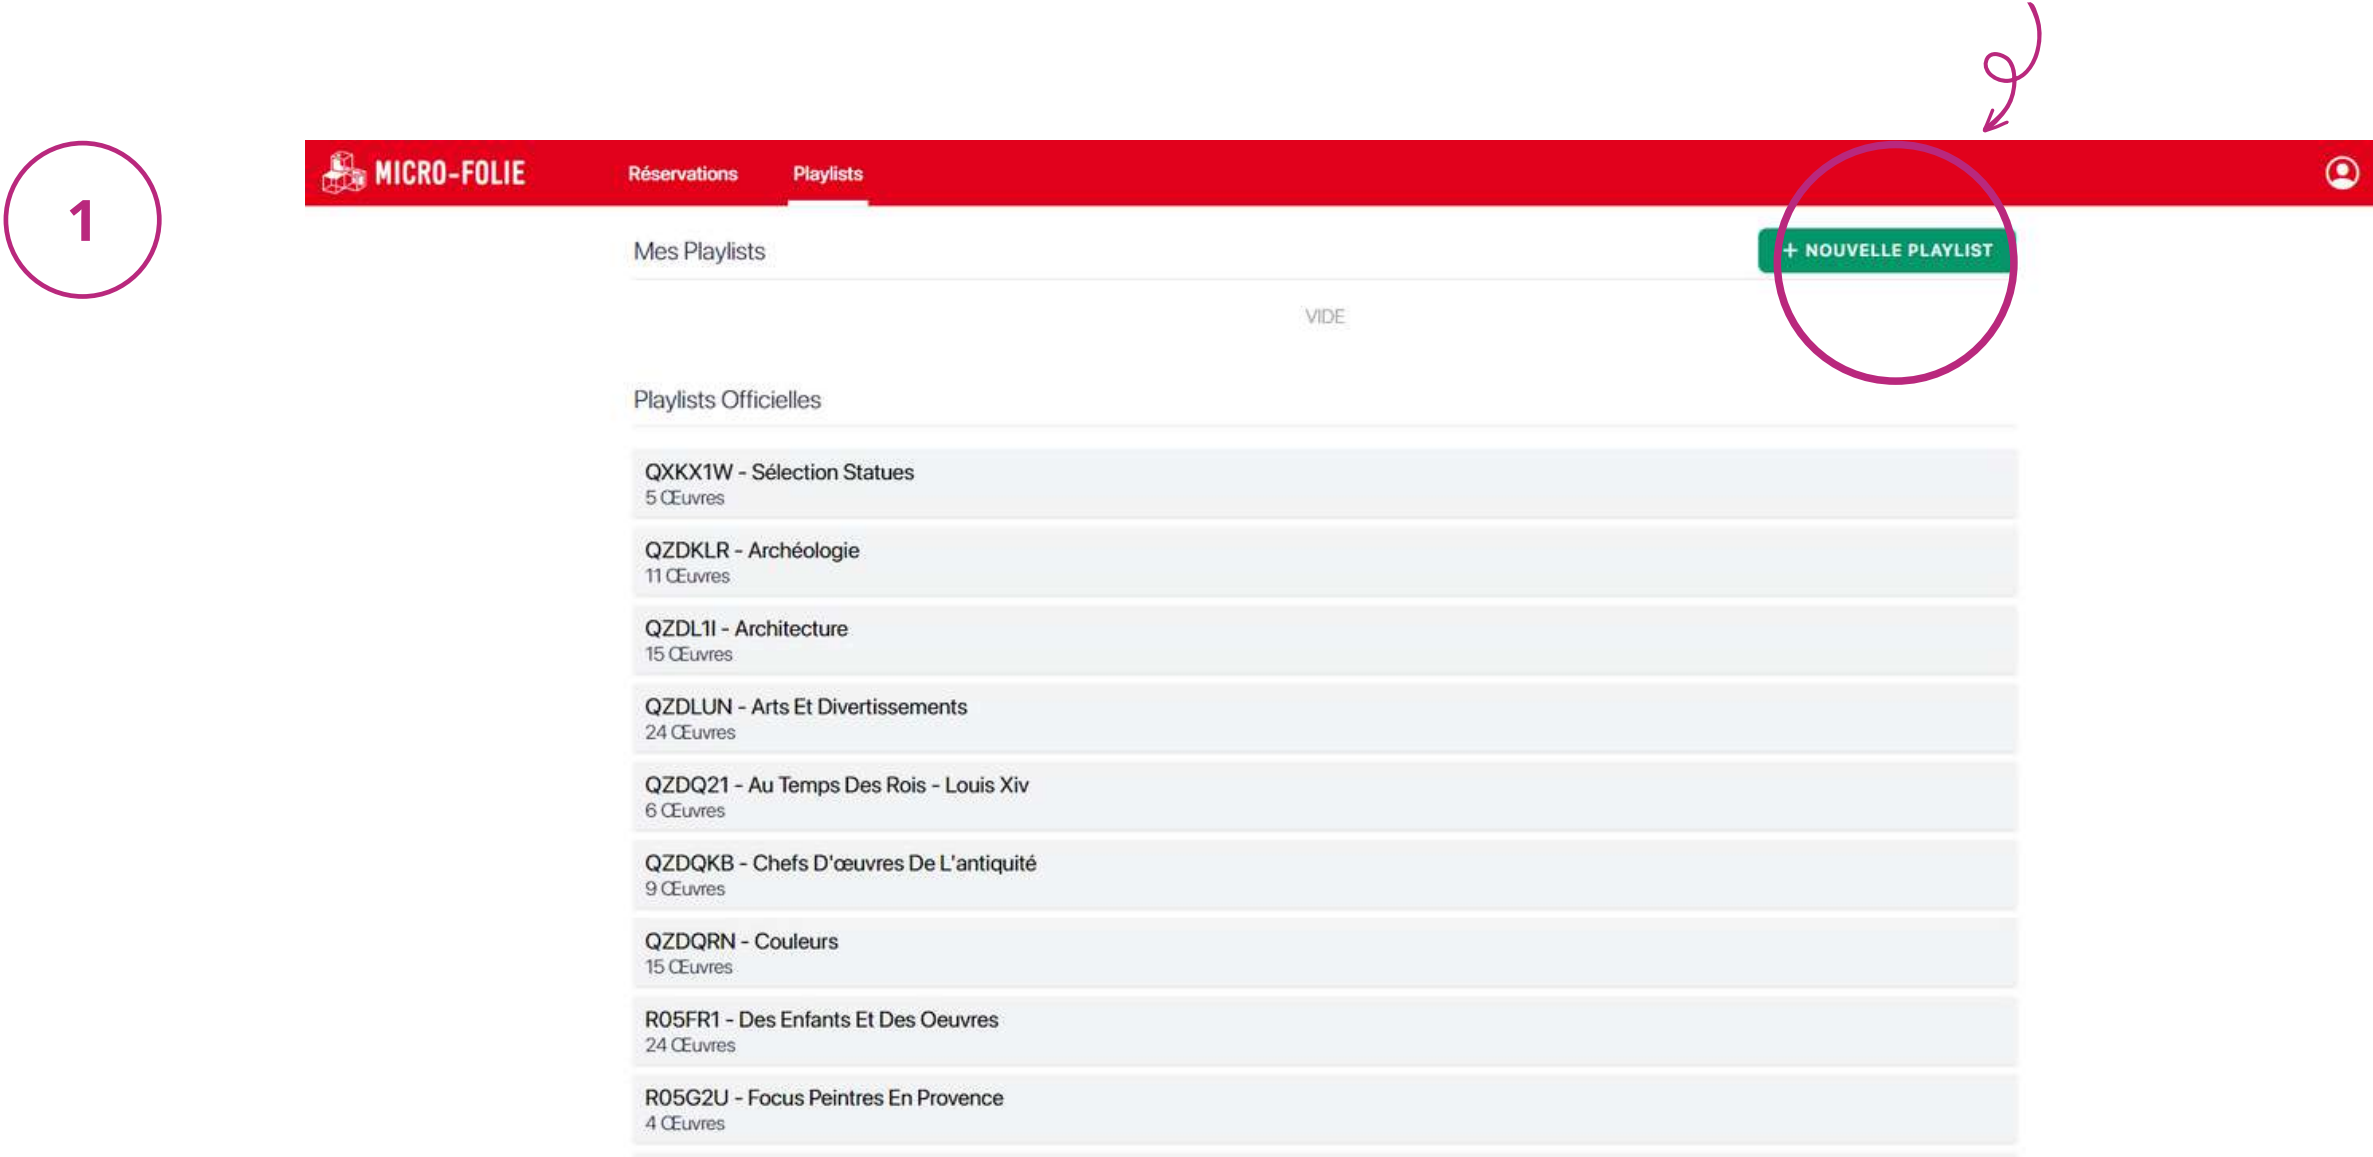 1
MICRO-FOLIE
Réservations
Playlists
Mes Playlists
+ NOUVELLE PLAYLIST
VIDE
Playlists Officielles
QXKX1W - Sélection Statues
5 Œuvres
QZDKLR - Archéologie
11 Œuvres
QZDL1I - Architecture
15 Œuvres
QZDLUN - Arts Et Divertissements
24 Œuvres
QZDQ21 - Au Temps Des Rois - Louis Xiv
6 Œuvres
QZDQKB - Chefs D'œuvres De L'antiquité
9 Œuvres
QZDQRN - Couleurs
15 Œuvres
R05FR1 - Des Enfants Et Des Oeuvres
24 Œuvres
R05G2U - Focus Peintres En Provence
4 Œuvres